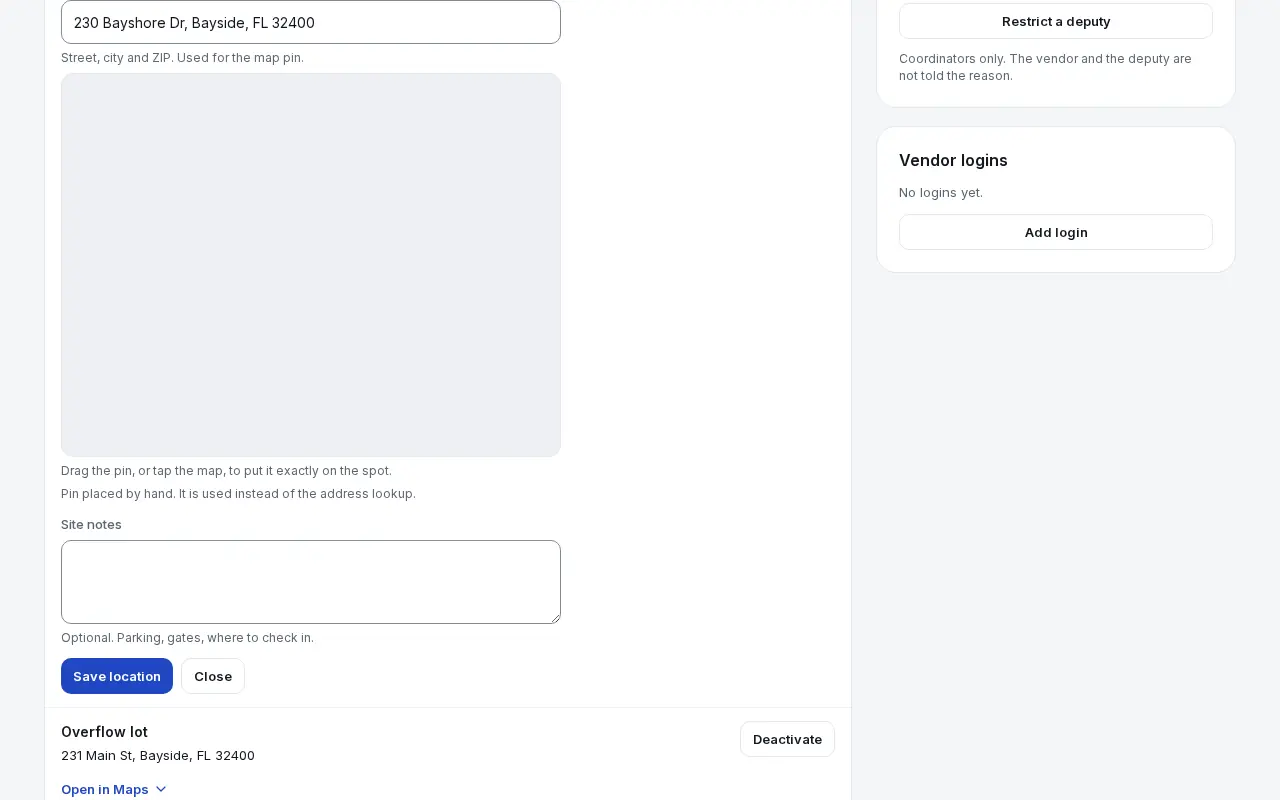 230 Bayshore Dr, Bayside, FL 32400
Street, city and ZIP. Used for the map pin.
Drag the pin, or tap the map, to put it exactly on the spot.
Pin placed by hand. It is used instead of the address lookup.
Site notes
Optional. Parking, gates, where to check in.
Save location
Close
Overflow lot
231 Main St, Bayside, FL 32400
Deactivate
Open in Maps
Restrict a deputy
Coordinators only. The vendor and the deputy are
not told the reason.
Vendor logins
No logins yet.
Add login